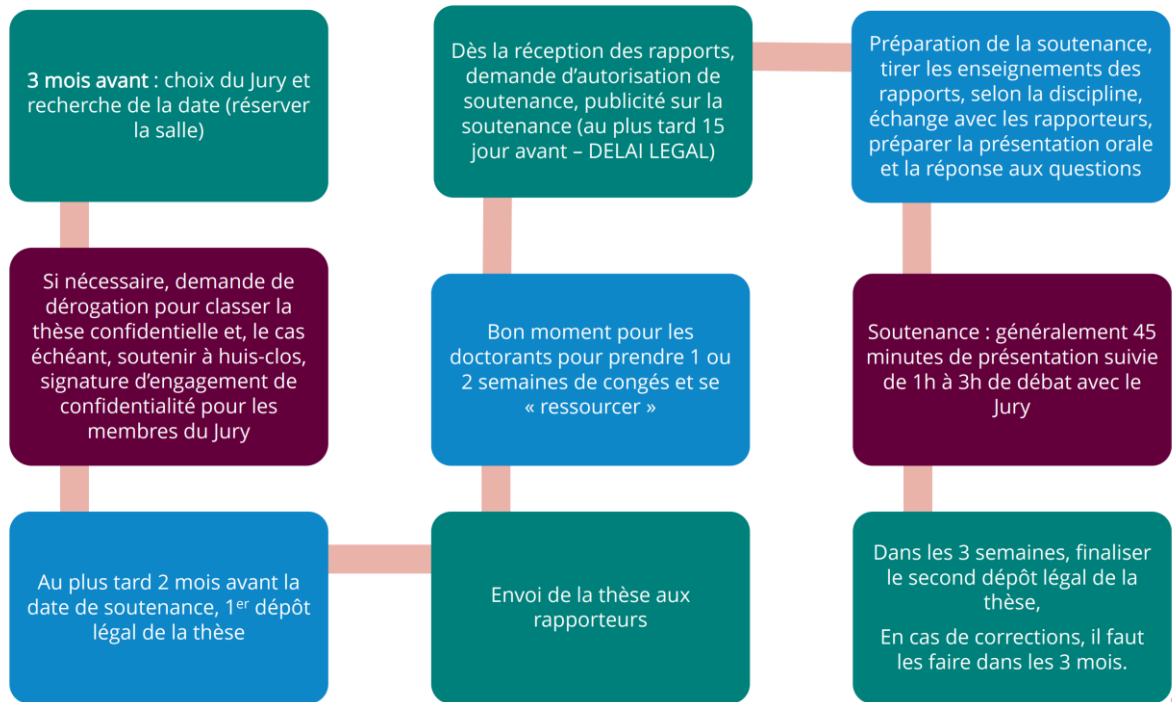 3 mois avant : choix du Jury et
recherche de la date (réserver
la salle)
Si nécessaire, demande de
dérogation pour classer la
thèse confidentielle et, le cas
échéant, soutenir à huis-clos,
signature d'engagement de
confidentialité pour les
membres du Jury
Au plus tard 2 mois avant la
date de soutenance, 1er dépôt
légal de la thèse
Envoi de la thèse aux
rapporteurs
Bon moment pour les
doctorants pour prendre 1 ou
2 semaines de congés et se
« ressourcer »
Dès la réception des rapports,
demande d'autorisation de
soutenance, publicité sur la
soutenance (au plus tard 15
jour avant – DELAI LEGAL)
Préparation de la soutenance,
tirer les enseignements des
rapports, selon la discipline,
échange avec les rapporteurs,
préparer la présentation orale
et la réponse aux questions
Soutenance : généralement 45
minutes de présentation suivie
de 1h à 3h de débat avec le
Jury
Dans les 3 semaines, finaliser
le second dépôt légal de la
thèse,
En cas de corrections, il faut
les faire dans les 3 mois.